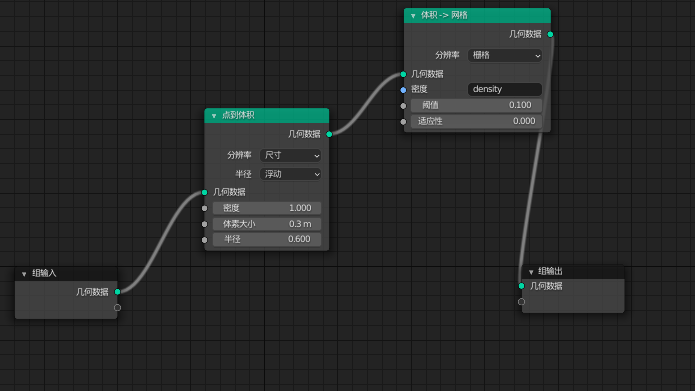 体积 -> 网格
几何数据
分辨率 栅格
几何数据
密度 density
阈值 0.100
适应性 0.000
点到体积
几何数据
分辨率 尺寸
半径 浮动
几何数据
密度 1.000
体素大小 0.3 m
半径 0.600
组输入
几何数据
组输出
几何数据